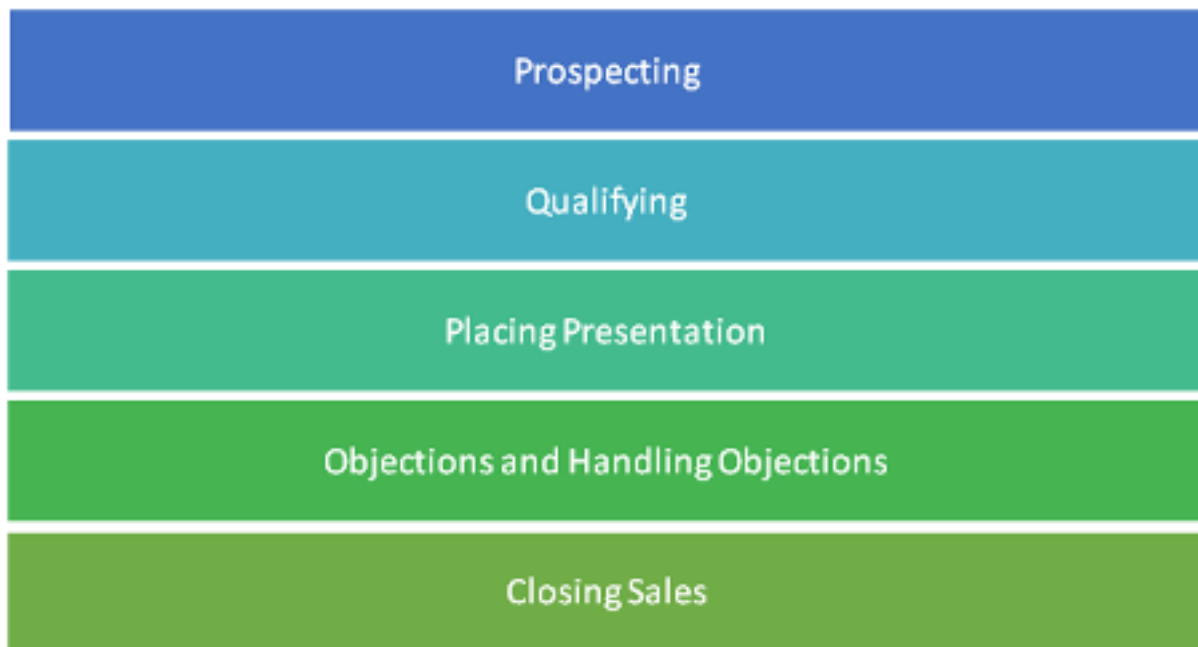 Prospecting
Qualifying
Placing Presentation
Objections and Handling Objections
Closing Sales